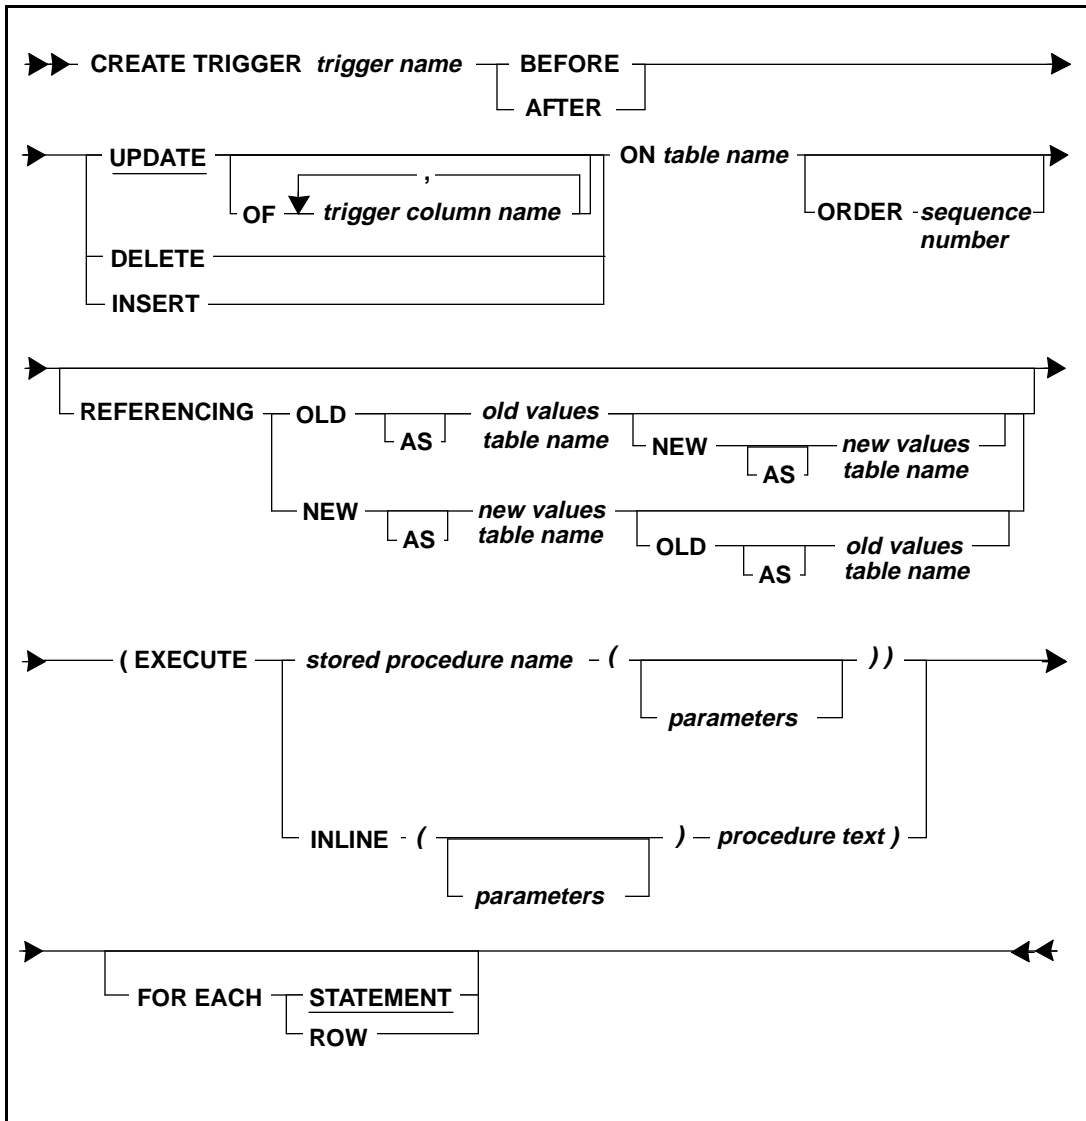 CREATE TRIGGER trigger name BEFORE
AFTER
UPDATE ON table name
,
OF trigger column name ORDER sequence
number
DELETE
INSERT
REFERENCING OLD old values
AS table name NEW new values
AS table name
NEW new values
AS table name OLD old values
AS table name
( EXECUTE stored procedure name ( ) )
parameters
INLINE ( ) procedure text )
parameters
FOR EACH STATEMENT
ROW